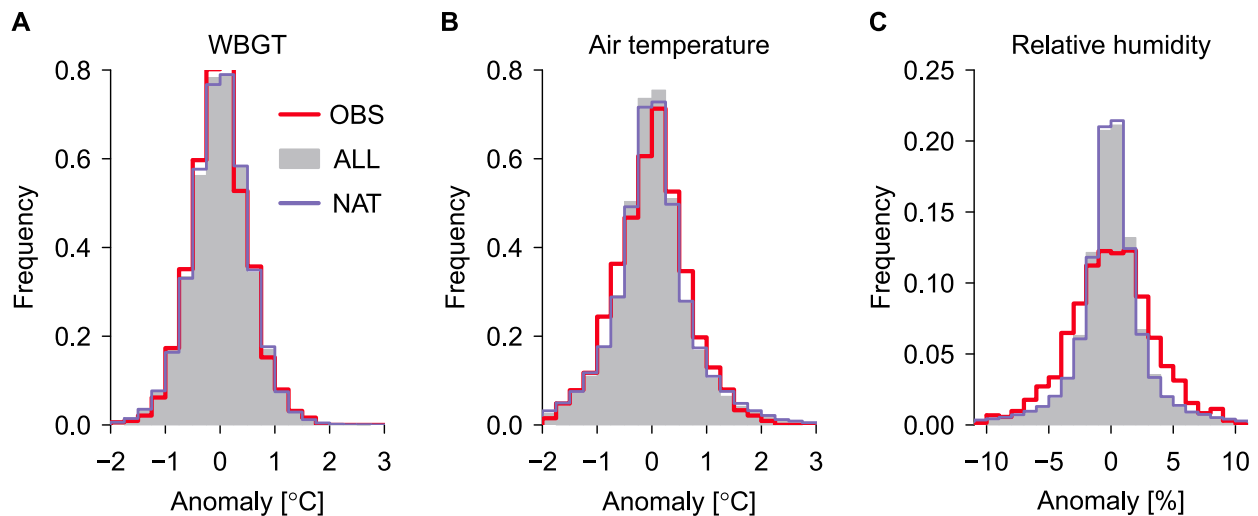 A
WBGT
0.8
0.6
0.4
0.2
0.0
Frequency
−2
−1
0
1
2
3
Anomaly [°C]
OBS
ALL
NAT
B
Air temperature
0.8
0.6
0.4
0.2
0.0
Frequency
−2
−1
0
1
2
3
Anomaly [°C]
C
Relative humidity
0.25
0.20
0.15
0.10
0.05
0.00
Frequency
−10
−5
0
5
10
Anomaly [%]